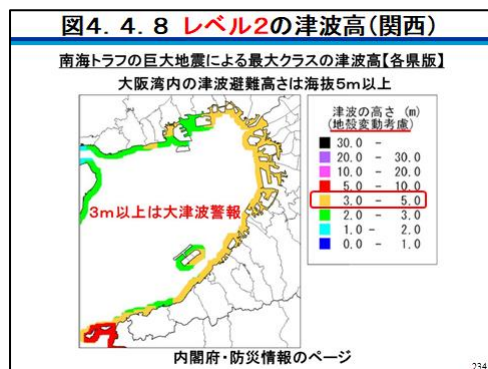 図4.4.8 レベル2の津波高(関西)
南海トラフの巨大地震による最大クラスの津波高【各県版】
大阪湾内の津波避難高さは海抜5m以上
津波の高さ (m)
(地殻変動考慮)
30.0 -
20.0 - 30.0
10.0 - 20.0
5.0 - 10.0
3.0 - 5.0
2.0 - 3.0
1.0 - 2.0
0.0 - 1.0
3m以上は大津波警報
内閣府・防災情報のページ
234